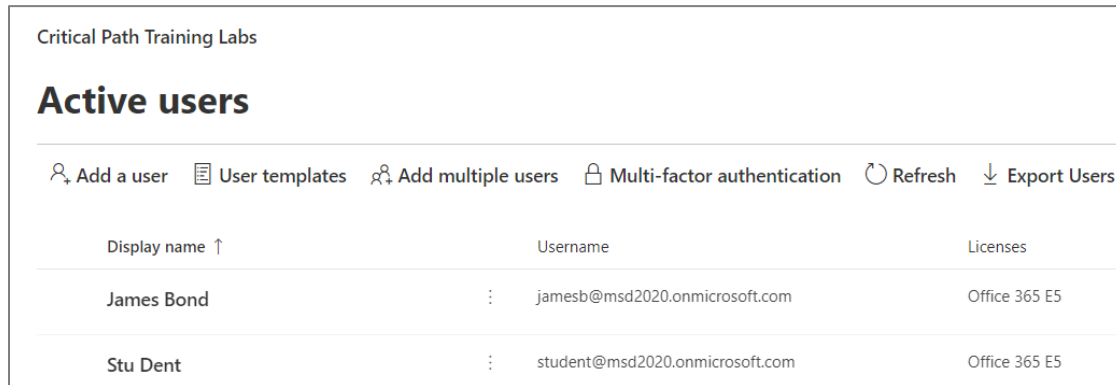 Critical Path Training Labs
Active users
Add a user User templates Add multiple users Multi-factor authentication Refresh Export Users
Display name ↑ Username Licenses
James Bond jamesb@msd2020.onmicrosoft.com Office 365 E5
Stu Dent student@msd2020.onmicrosoft.com Office 365 E5